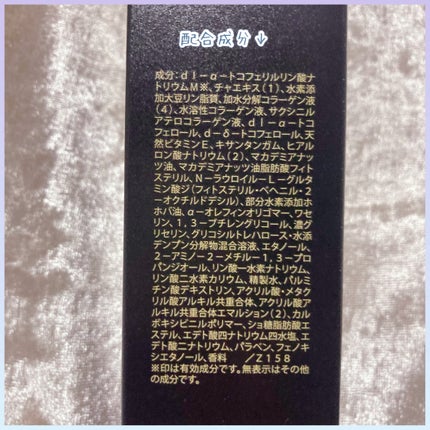 配合成分↓
成分：ｄｌ－α－トコフェリルリン酸ナ
トリウムＭ※、チャエキス（１）、水素添
加大豆リン脂質、加水分解コラーゲン液
（４）、水溶性コラーゲン液、サクシニル
アテロコラーゲン液、ｄｌ－α－トコ
フェロール、ｄ－δ－トコフェロール、天
然ビタミンＥ、キサンタンガム、ヒアル
ロン酸ナトリウム（２）、マカデミアナッ
ツ油、マカデミアナッツ油脂肪酸フィト
ステリル、Ｎ－ラウロイル－Ｌ－グルタ
ミン酸ジ（フィトステリル・ベヘニル・２
－オクチルドデシル）、部分水素添加ホ
ホバ油、α－オレフィンオリゴマー、ワセ
リン、１，３－ブチレングリコール、濃グ
リセリン、グリコシルトレハロース・水添
デンプン分解物混合溶液、エタノール、
２－アミノ－２－メチル－１，３－プロ
パンジオール、リン酸一水素ナトリウム、
リン酸二水素カリウム、精製水、パルミ
チン酸デキストリン、アクリル酸・メタク
リル酸アルキル共重合体、アクリル酸ア
ルキル共重合体エマルション（２）、カル
ボキシビニルポリマー、ショ糖脂肪酸エ
ステル、エデト酸四ナトリウム四水塩、エ
デト酸二ナトリウム、パラベン、フェノキ
シエタノール、香料　／Ｚ１５８
※印は有効成分です。無表示はその他
の成分です。